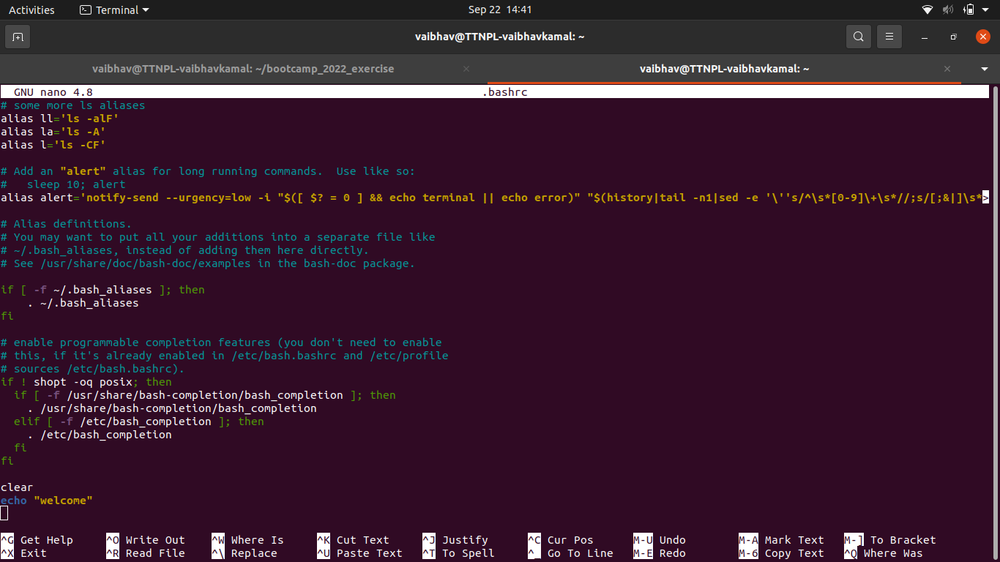 Activities Terminal Sep 22 14:41
vaibhav@TTNPL-vaibhavkamal: ~
vaibhav@TTNPL-vaibhavkamal: ~/bootcamp_2022_exercise vaibhav@TTNPL-vaibhavkamal: ~
GNU nano 4.8 .bashrc
# some more ls aliases
alias ll='ls -alF'
alias la='ls -A'
alias l='ls -CF'
# Add an "alert" alias for long running commands.  Use like so:
#   sleep 10; alert
alias alert='notify-send --urgency=low -i "$([ $? = 0 ] && echo terminal || echo error)" "$(history|tail -n1|sed -e '\''s/^\s*[0-9]\+\s*//;s/[;&|]\s*>
# Alias definitions.
# You may want to put all your additions into a separate file like
# ~/.bash_aliases, instead of adding them here directly.
# See /usr/share/doc/bash-doc/examples in the bash-doc package.
if [ -f ~/.bash_aliases ]; then
    . ~/.bash_aliases
fi
# enable programmable completion features (you don't need to enable
# this, if it's already enabled in /etc/bash.bashrc and /etc/profile
# sources /etc/bash.bashrc).
if ! shopt -oq posix; then
  if [ -f /usr/share/bash-completion/bash_completion ]; then
    . /usr/share/bash-completion/bash_completion
  elif [ -f /etc/bash_completion ]; then
    . /etc/bash_completion
  fi
fi
clear
echo "welcome"
^G Get Help ^O Write Out ^W Where Is ^K Cut Text ^J Justify ^C Cur Pos M-U Undo M-A Mark Text M-] To Bracket
^X Exit ^R Read File ^\ Replace ^U Paste Text ^T To Spell ^_ Go To Line M-E Redo M-6 Copy Text ^Q Where Was